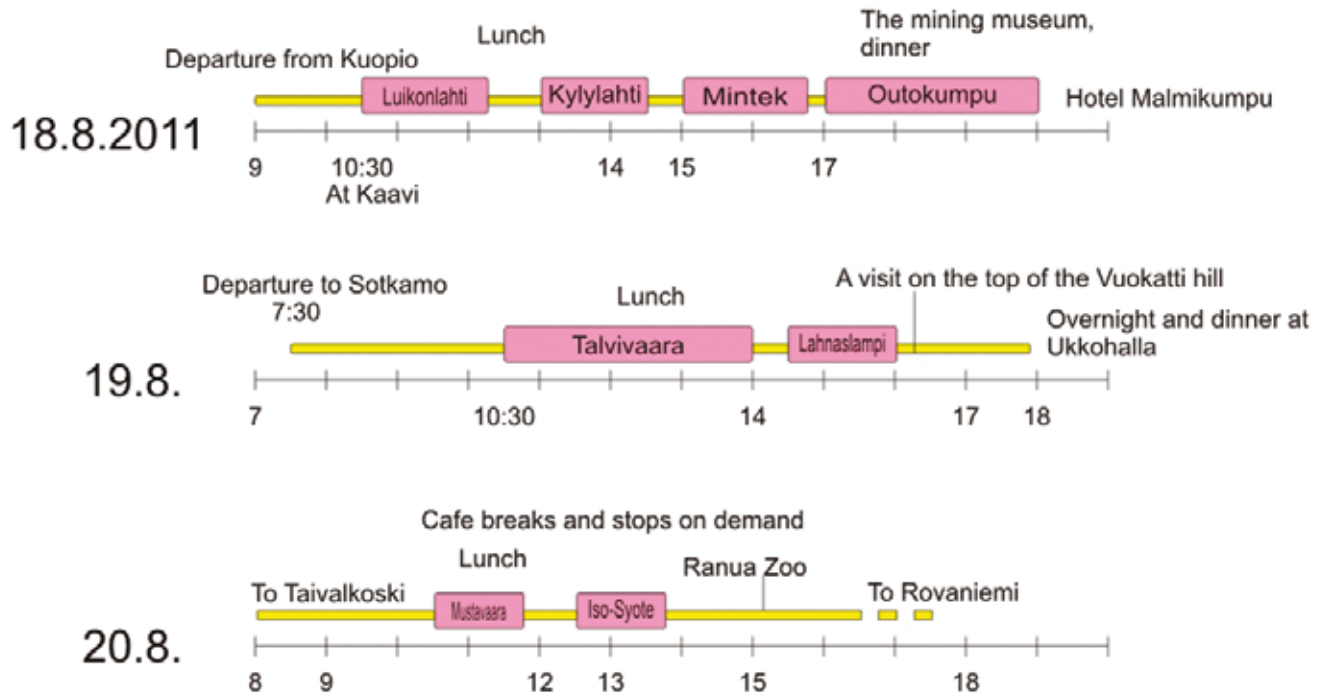 The mining museum,
dinner
Lunch
Departure from Kuopio
Luikonlahti
Kylylahti
Mintek
Outokumpu
Hotel Malmikumpu
18.8.2011
9
10:30
14
15
17
At Kaavi
A visit on the top of the Vuokatti hill
Departure to Sotkamo
7:30
Lunch
Overnight and dinner at
Ukkohalla
Talvivaara
Lahnaslampi
19.8.
7
10:30
14
17
18
Cafe breaks and stops on demand
Lunch
Ranua Zoo
To Taivalkoski
To Rovaniemi
Mustavaara
Iso-Syote
20.8.
8
9
12
13
15
18